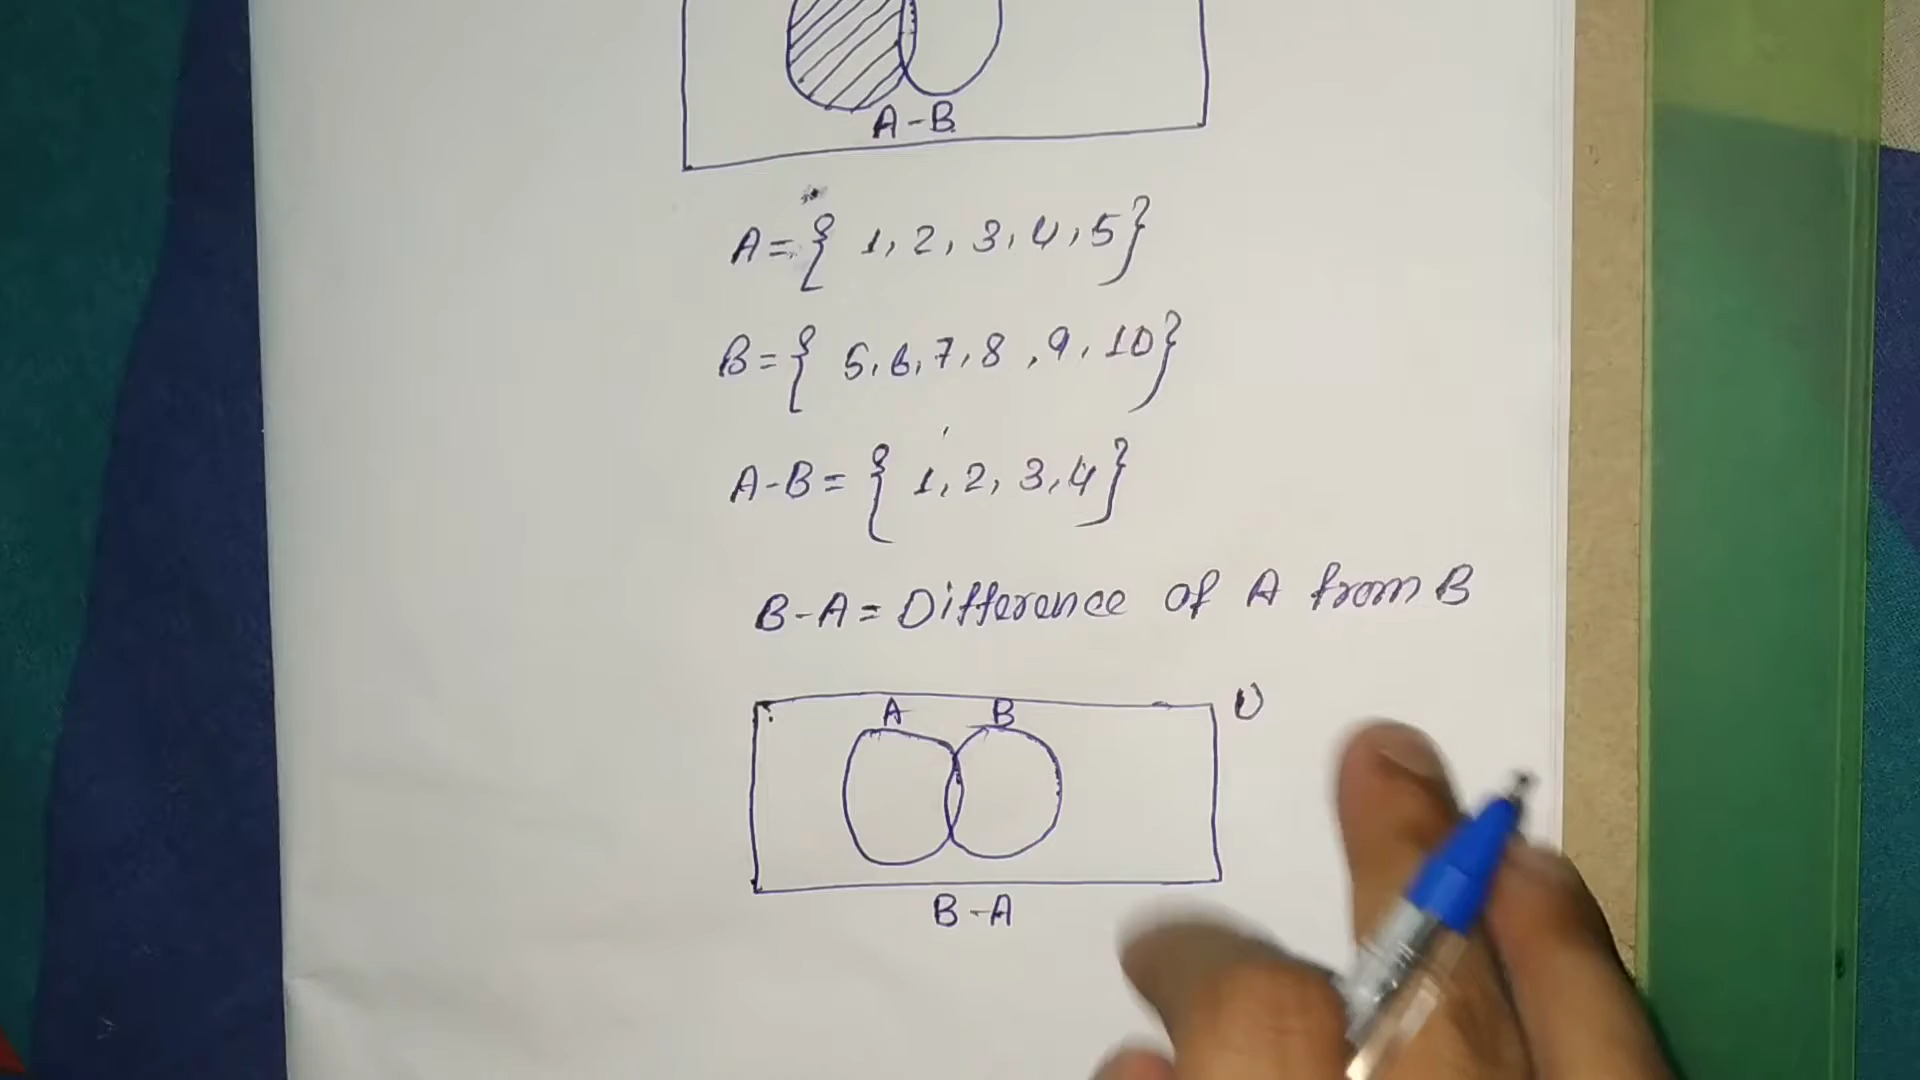 A-B
A = { 1, 2, 3, 4, 5}
B = { 5, 6, 7, 8, 9, 10}
A-B = { 1, 2, 3, 4}
B-A = Difference of A from B
A B U
B-A